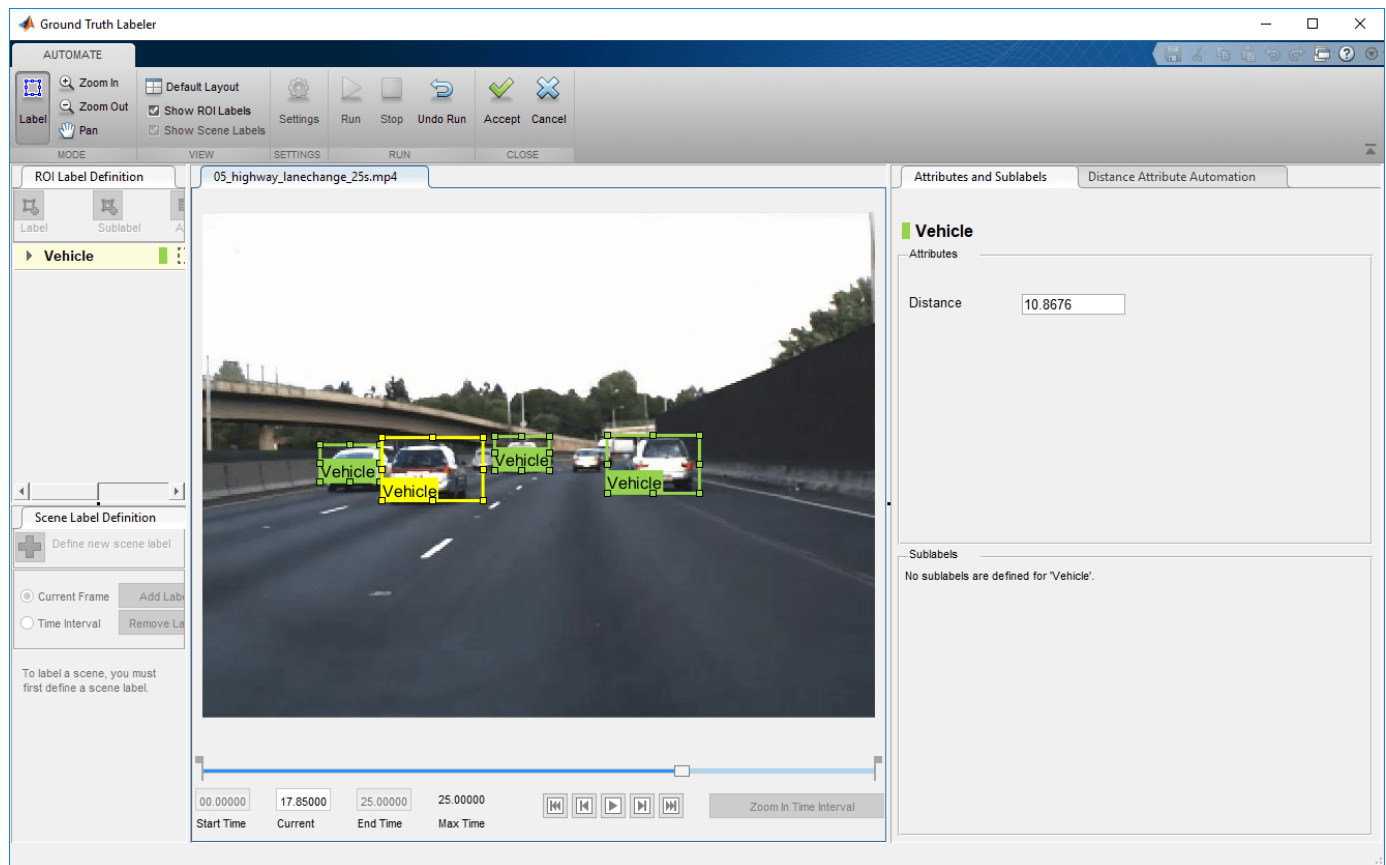 Ground Truth Labeler
AUTOMATE
Label
Zoom In
Zoom Out
Pan
MODE
Default Layout
Show ROI Labels
Show Scene Labels
VIEW
Settings
SETTINGS
Run
Stop
Undo Run
RUN
Accept
Cancel
CLOSE
ROI Label Definition
Label
Sublabel
A
Vehicle
Scene Label Definition
Define new scene label
Current Frame
Add Labe
Time Interval
Remove La
To label a scene, you must
first define a scene label.
05_highway_lanechange_25s.mp4
Vehicle
Vehicle
Vehicle
Vehicle
00.00000
17.85000
25.00000
25.00000
Start Time
Current
End Time
Max Time
Zoom In Time Interval
Attributes and Sublabels
Distance Attribute Automation
Vehicle
Attributes
Distance
10.8676
Sublabels
No sublabels are defined for 'Vehicle'.